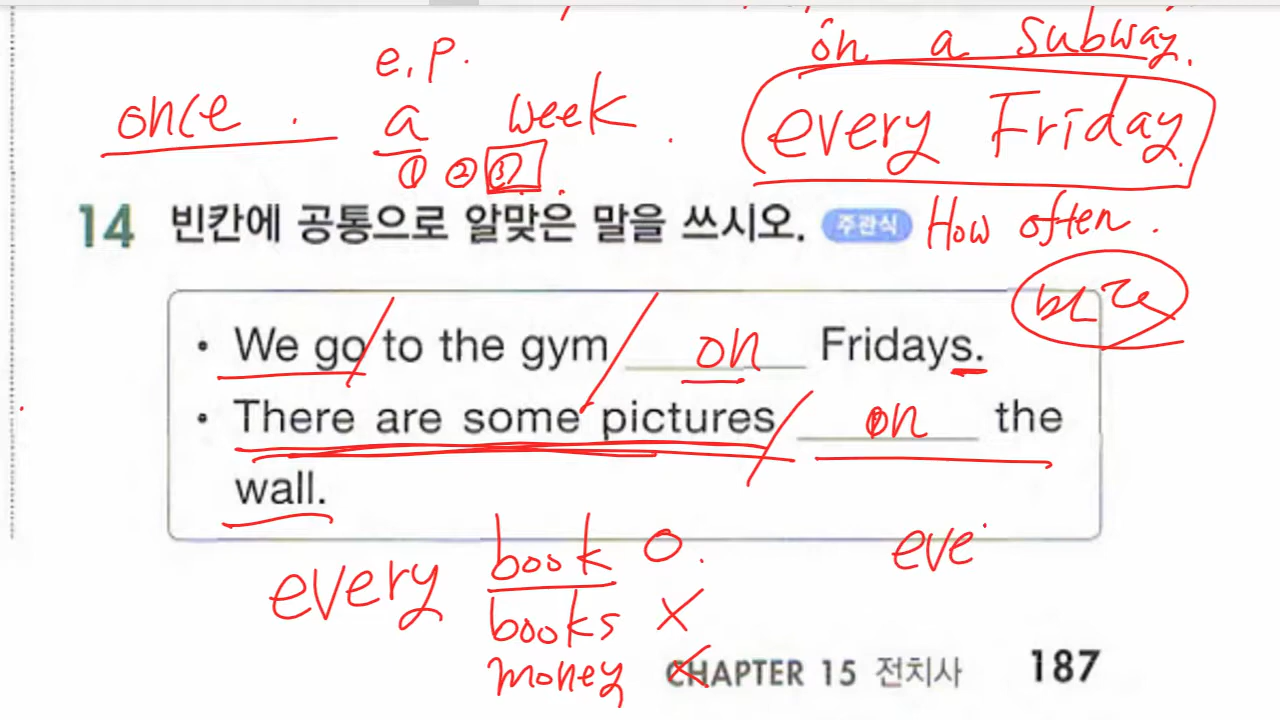 on a subway.
e.p.
once . a week .
every Friday.
① ② ③
14 빈칸에 공통으로 알맞은 말을 쓰시오. 주관식
How often .
• We go to the gym on Fridays.
• There are some pictures on the
wall.
every book O.
books X
money X
eve
CHAPTER 15 전치사 187